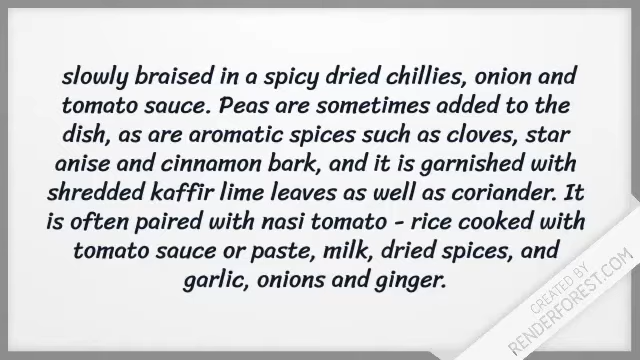 slowly braised in a spicy dried chillies, onion and
tomato sauce. Peas are sometimes added to the
dish, as are aromatic spices such as cloves, star
anise and cinnamon bark, and it is garnished with
shredded kaffir lime leaves as well as coriander. It
is often paired with nasi tomato - rice cooked with
tomato sauce or paste, milk, dried spices, and
garlic, onions and ginger.
CREATED BY
RENDERFOREST.COM